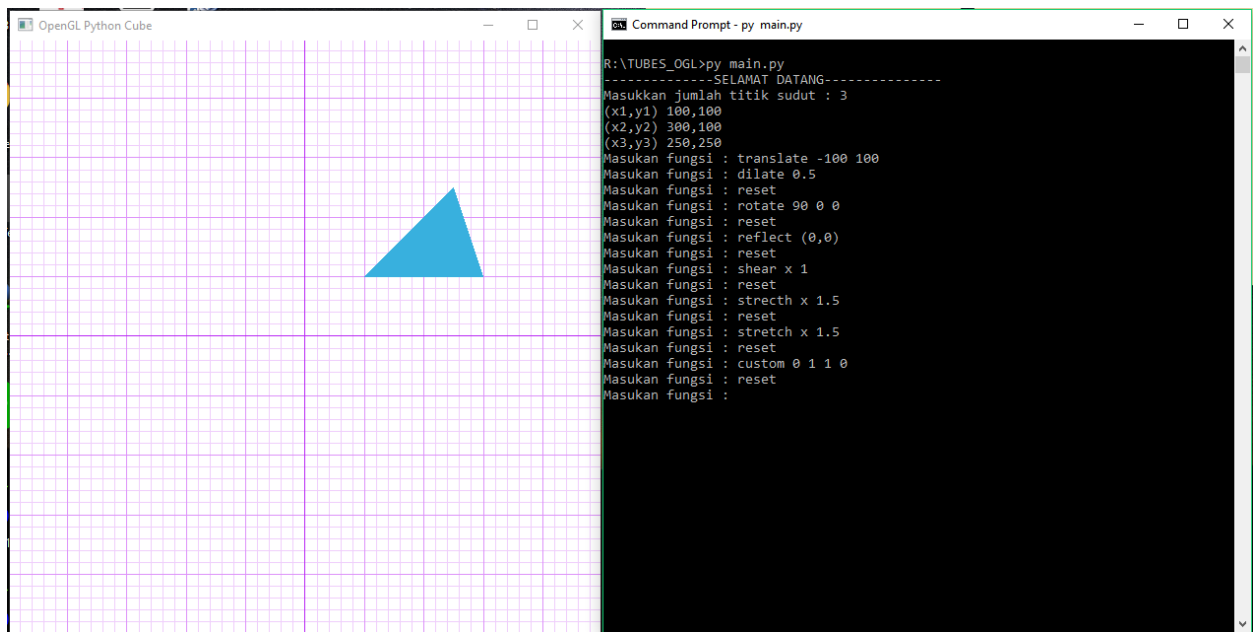 OpenGL Python Cube
Command Prompt - py main.py
R:\TUBES_OGL>py main.py
--------------SELAMAT DATANG---------------
Masukkan jumlah titik sudut : 3
(x1,y1) 100,100
(x2,y2) 300,100
(x3,y3) 250,250
Masukan fungsi : translate -100 100
Masukan fungsi : dilate 0.5
Masukan fungsi : reset
Masukan fungsi : rotate 90 0 0
Masukan fungsi : reset
Masukan fungsi : reflect (0,0)
Masukan fungsi : reset
Masukan fungsi : shear x 1
Masukan fungsi : reset
Masukan fungsi : strecth x 1.5
Masukan fungsi : reset
Masukan fungsi : stretch x 1.5
Masukan fungsi : reset
Masukan fungsi : custom 0 1 1 0
Masukan fungsi : reset
Masukan fungsi :